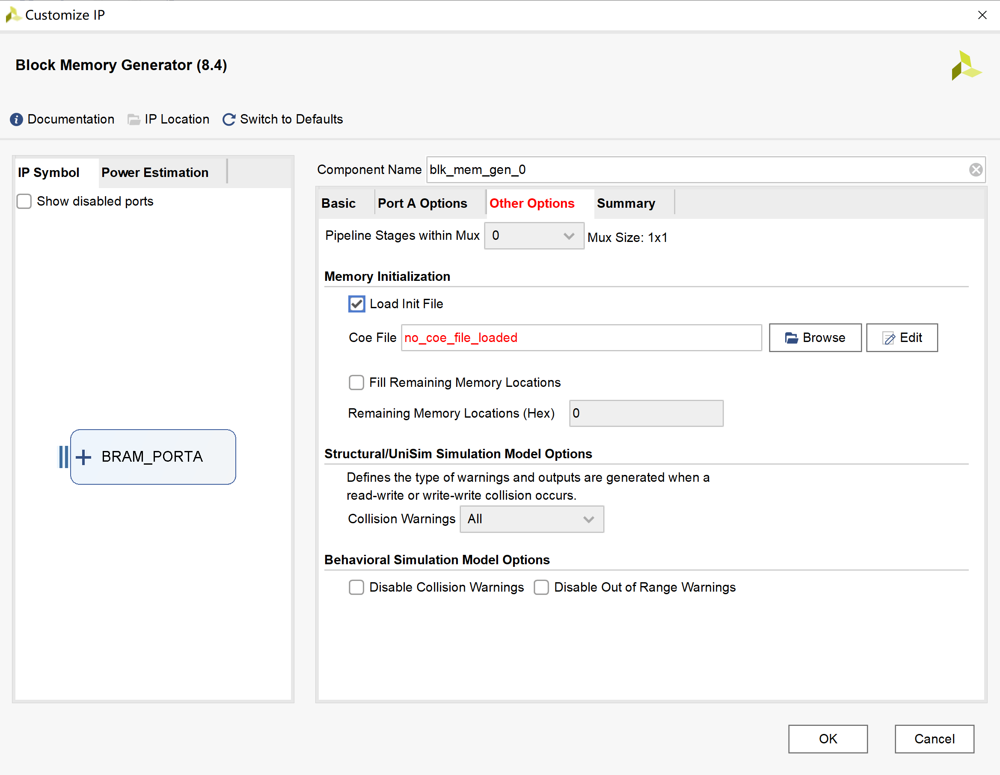 Customize IP
Block Memory Generator (8.4)
Documentation IP Location Switch to Defaults
IP Symbol Power Estimation
Show disabled ports
BRAM_PORTA
Component Name blk_mem_gen_0
Basic Port A Options Other Options Summary
Pipeline Stages within Mux 0 Mux Size: 1x1
Memory Initialization
Load Init File
Coe File no_coe_file_loaded Browse Edit
Fill Remaining Memory Locations
Remaining Memory Locations (Hex) 0
Structural/UniSim Simulation Model Options
Defines the type of warnings and outputs are generated when a
read-write or write-write collision occurs.
Collision Warnings All
Behavioral Simulation Model Options
Disable Collision Warnings Disable Out of Range Warnings
OK Cancel